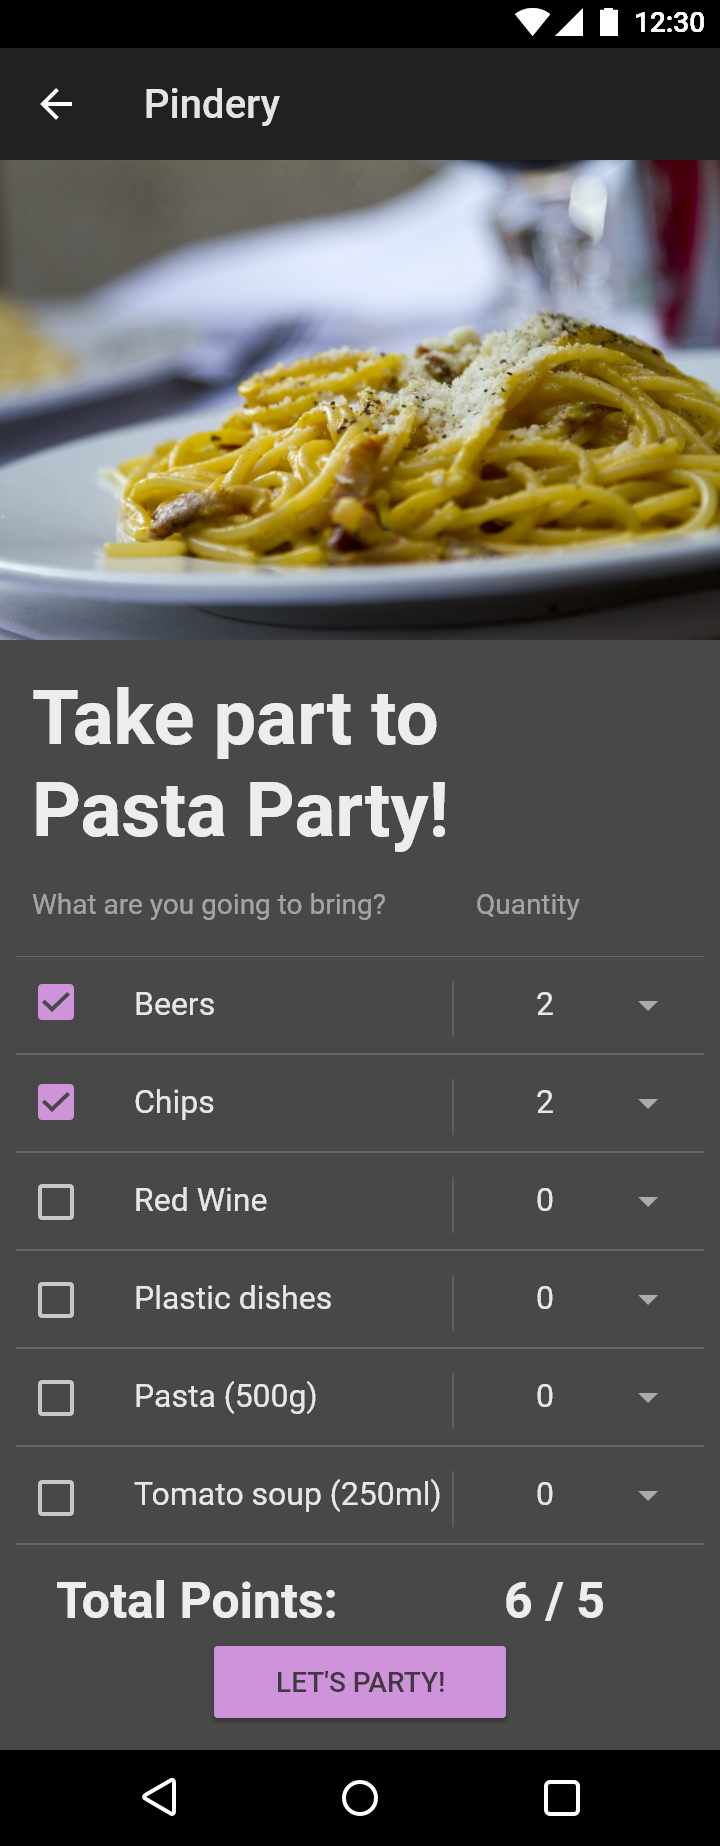 12:30
Pindery
Take part to
Pasta Party!
What are you going to bring? Quantity
Beers 2
Chips 2
Red Wine 0
Plastic dishes 0
Pasta (500g) 0
Tomato soup (250ml) 0
Total Points: 6 / 5
LET'S PARTY!